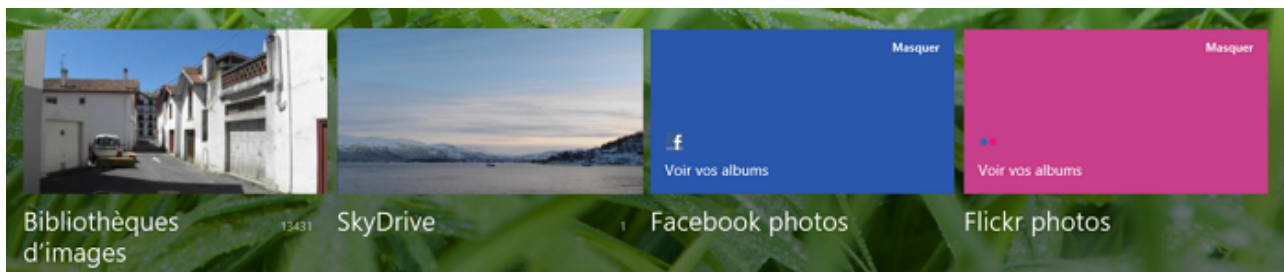 Masquer
Masquer
f
Voir vos albums
Voir vos albums
Bibliothèques
d'images
13431
SkyDrive
1
Facebook photos
Flickr photos